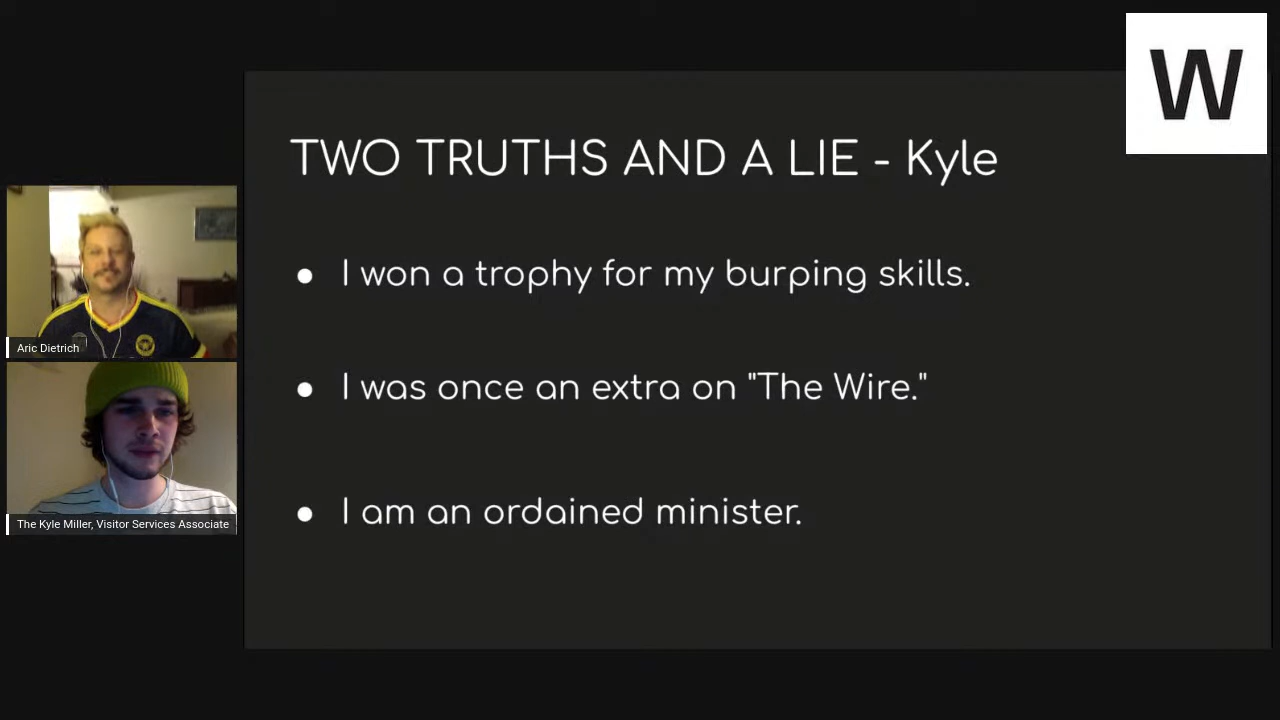 W
TWO TRUTHS AND A LIE - Kyle
● I won a trophy for my burping skills.
● I was once an extra on "The Wire."
● I am an ordained minister.
Aric Dietrich
The Kyle Miller, Visitor Services Associate